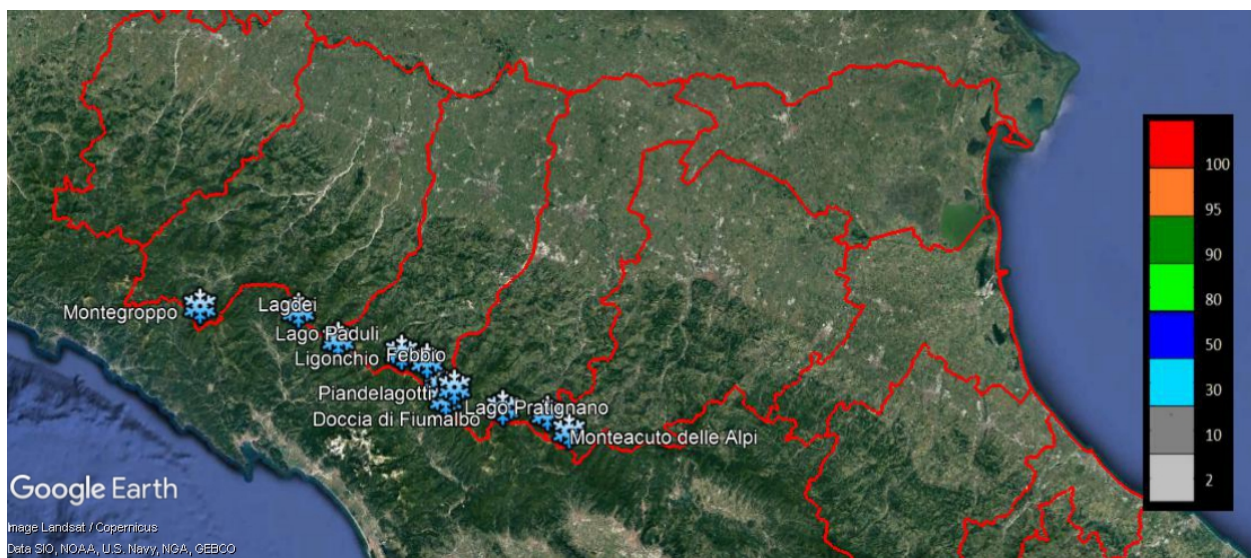 Montegroppo
Lagdei
Lago Paduli
Ligonchio
Febbio
Piandelagotti
Doccia di Fiumalbo
Lago Pratignano
Monteacuto delle Alpi
100
95
90
80
50
30
10
2
Google Earth
Image Landsat / Copernicus
Data SIO, NOAA, U.S. Navy, NGA, GEBCO